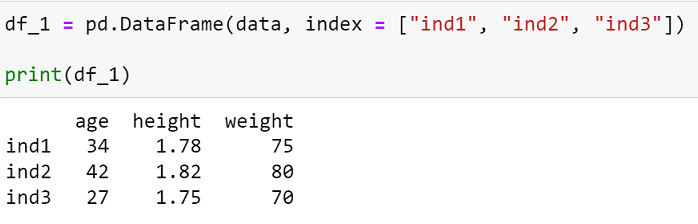 df_1 = pd.DataFrame(data, index = ["ind1", "ind2", "ind3"])
print(df_1)
age height weight
ind1 34 1.78 75
ind2 42 1.82 80
ind3 27 1.75 70